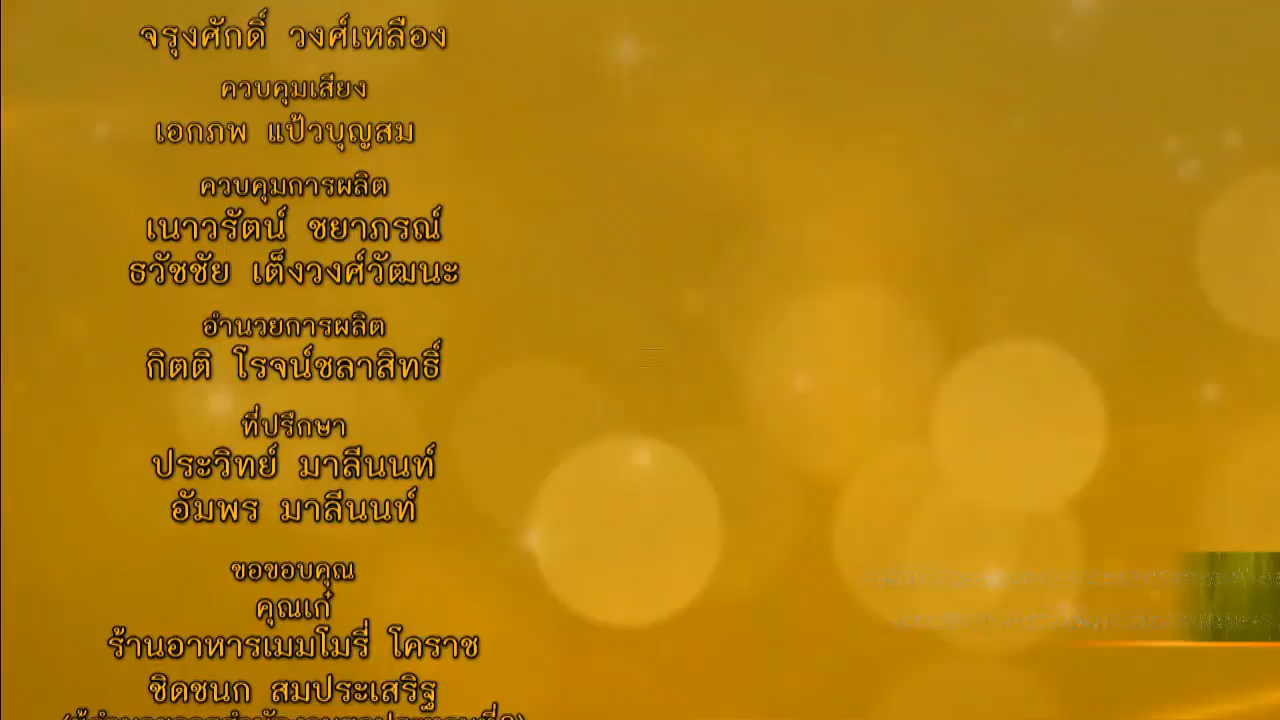 จรุงศักดิ์ วงศ์เหลือง
ควบคุมเสียง
เอกภพ แป้วบุญสม
ควบคุมการผลิต
เนาวรัตน์ ชยาภรณ์
ธวัชชัย เต็งวงศ์วัฒนะ
อำนวยการผลิต
กิตติ โรจน์ชลาสิทธิ์
ที่ปรึกษา
ประวิทย์ มาลีนนท์
อัมพร มาลีนนท์
ขอขอบคุณ
คุณเก๋
ร้านอาหารเมมโมรี่ โคราช
ชิดชนก สมประเสริฐ